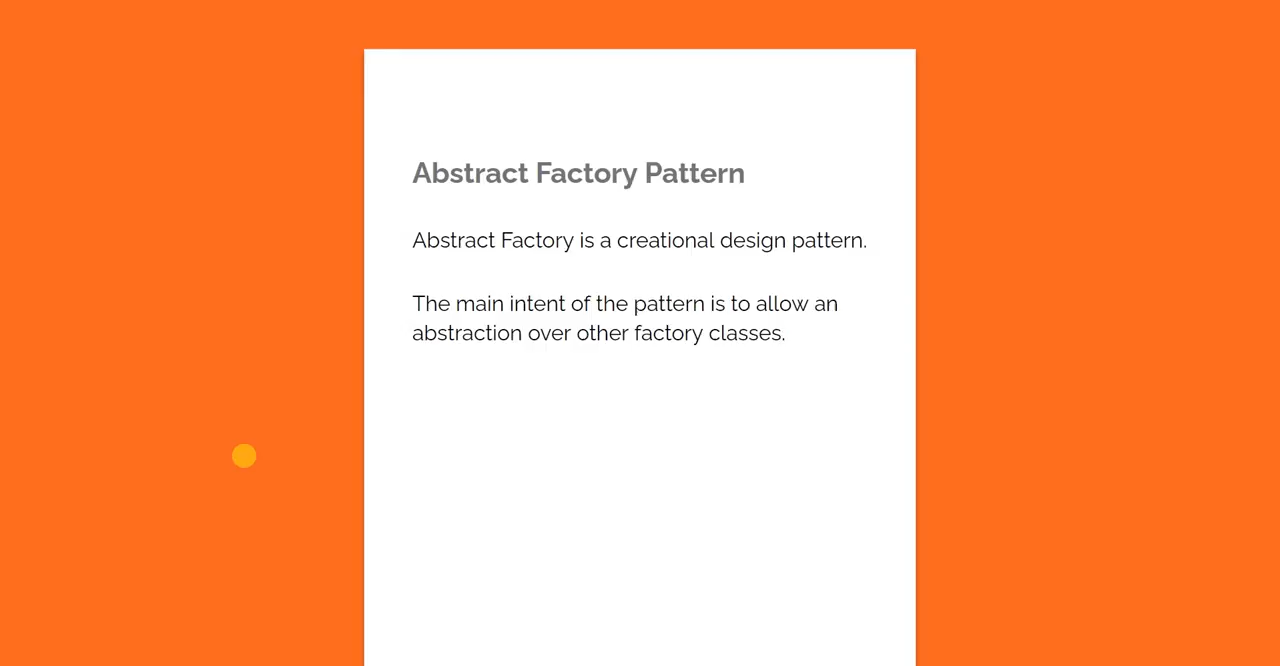 Abstract Factory Pattern
Abstract Factory is a creational design pattern.
The main intent of the pattern is to allow an
abstraction over other factory classes.